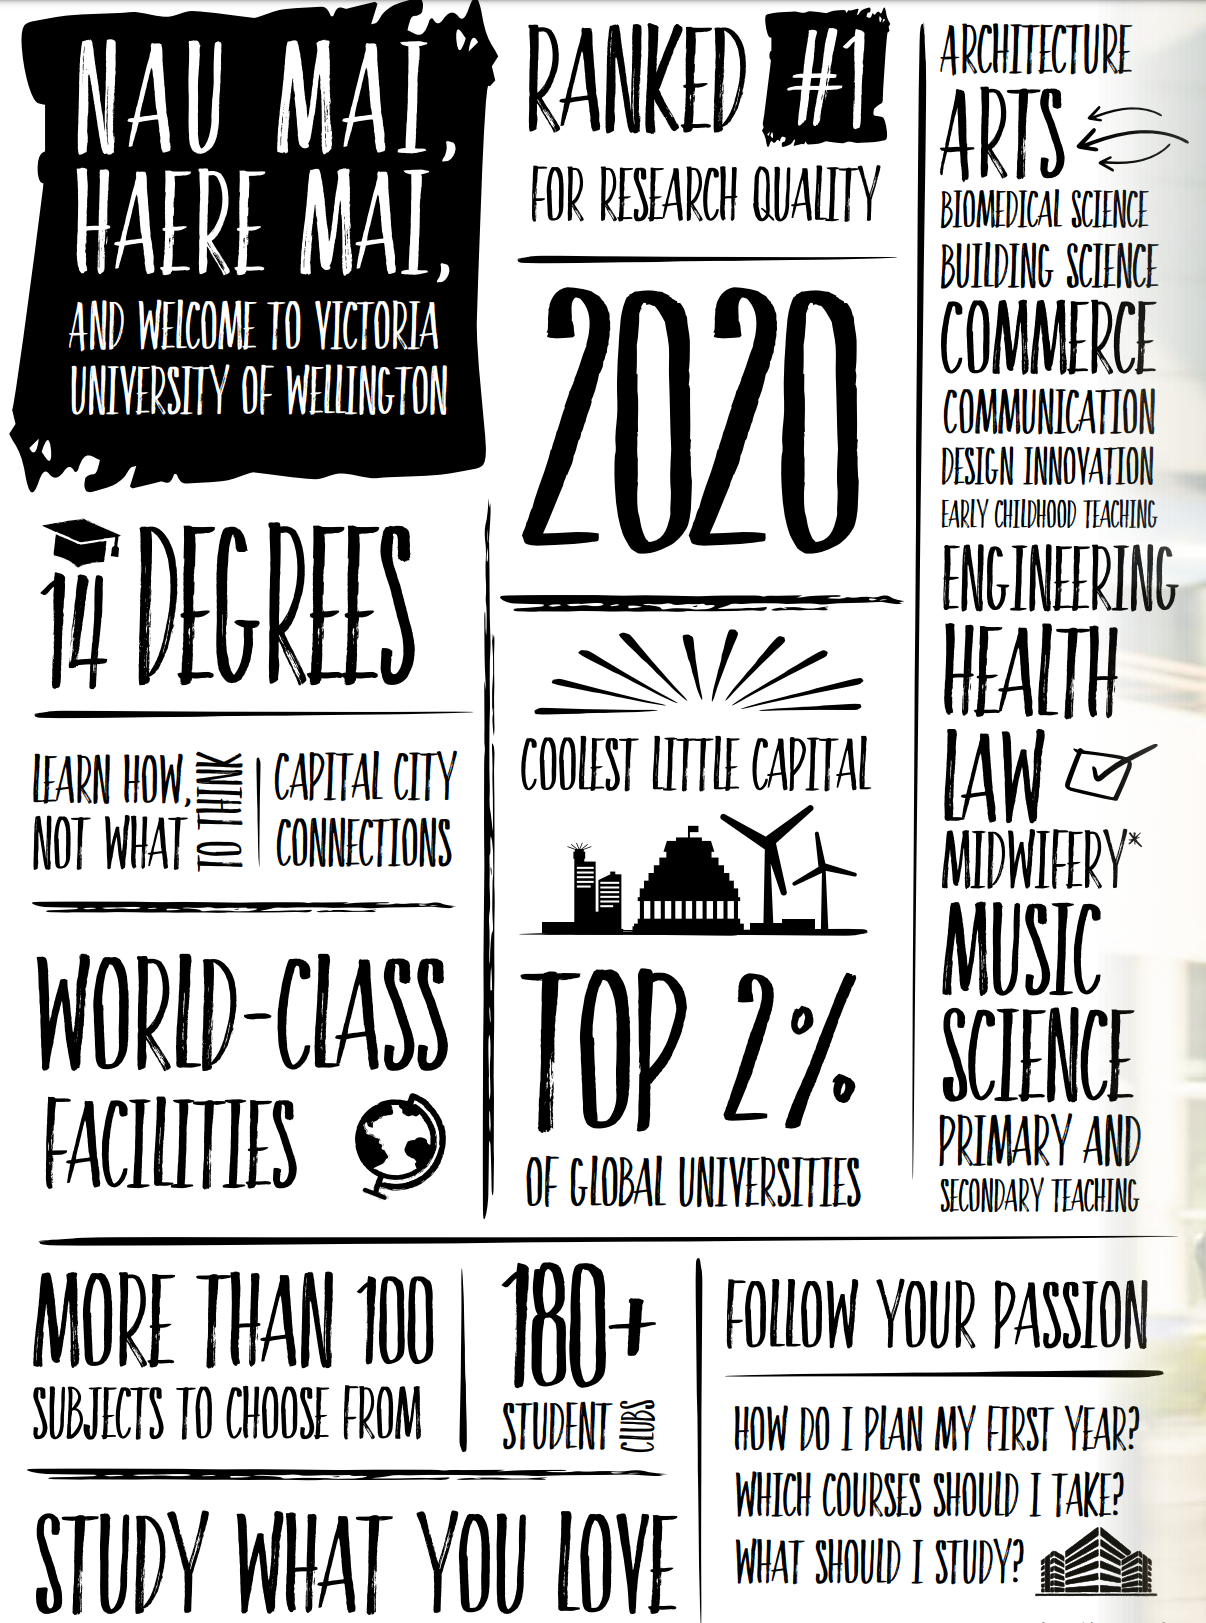 NAU MAI,
HAERE MAI,
AND WELCOME TO VICTORIA
UNIVERSITY OF WELLINGTON
14 DEGREES
LEARN HOW,
NOT WHAT
TO THINK
CAPITAL CITY
CONNECTIONS
WORLD-CLASS
FACILITIES
RANKED #1
FOR RESEARCH QUALITY
2020
COOLEST LITTLE CAPITAL
TOP 2%
OF GLOBAL UNIVERSITIES
ARCHITECTURE
ARTS
BIOMEDICAL SCIENCE
BUILDING SCIENCE
COMMERCE
COMMUNICATION
DESIGN INNOVATION
EARLY CHILDHOOD TEACHING
ENGINEERING
HEALTH
LAW
MIDWIFERY*
MUSIC
SCIENCE
PRIMARY AND
SECONDARY TEACHING
MORE THAN 100
SUBJECTS TO CHOOSE FROM
180+
STUDENT
CLUBS
STUDY WHAT YOU LOVE
FOLLOW YOUR PASSION
HOW DO I PLAN MY FIRST YEAR?
WHICH COURSES SHOULD I TAKE?
WHAT SHOULD I STUDY?